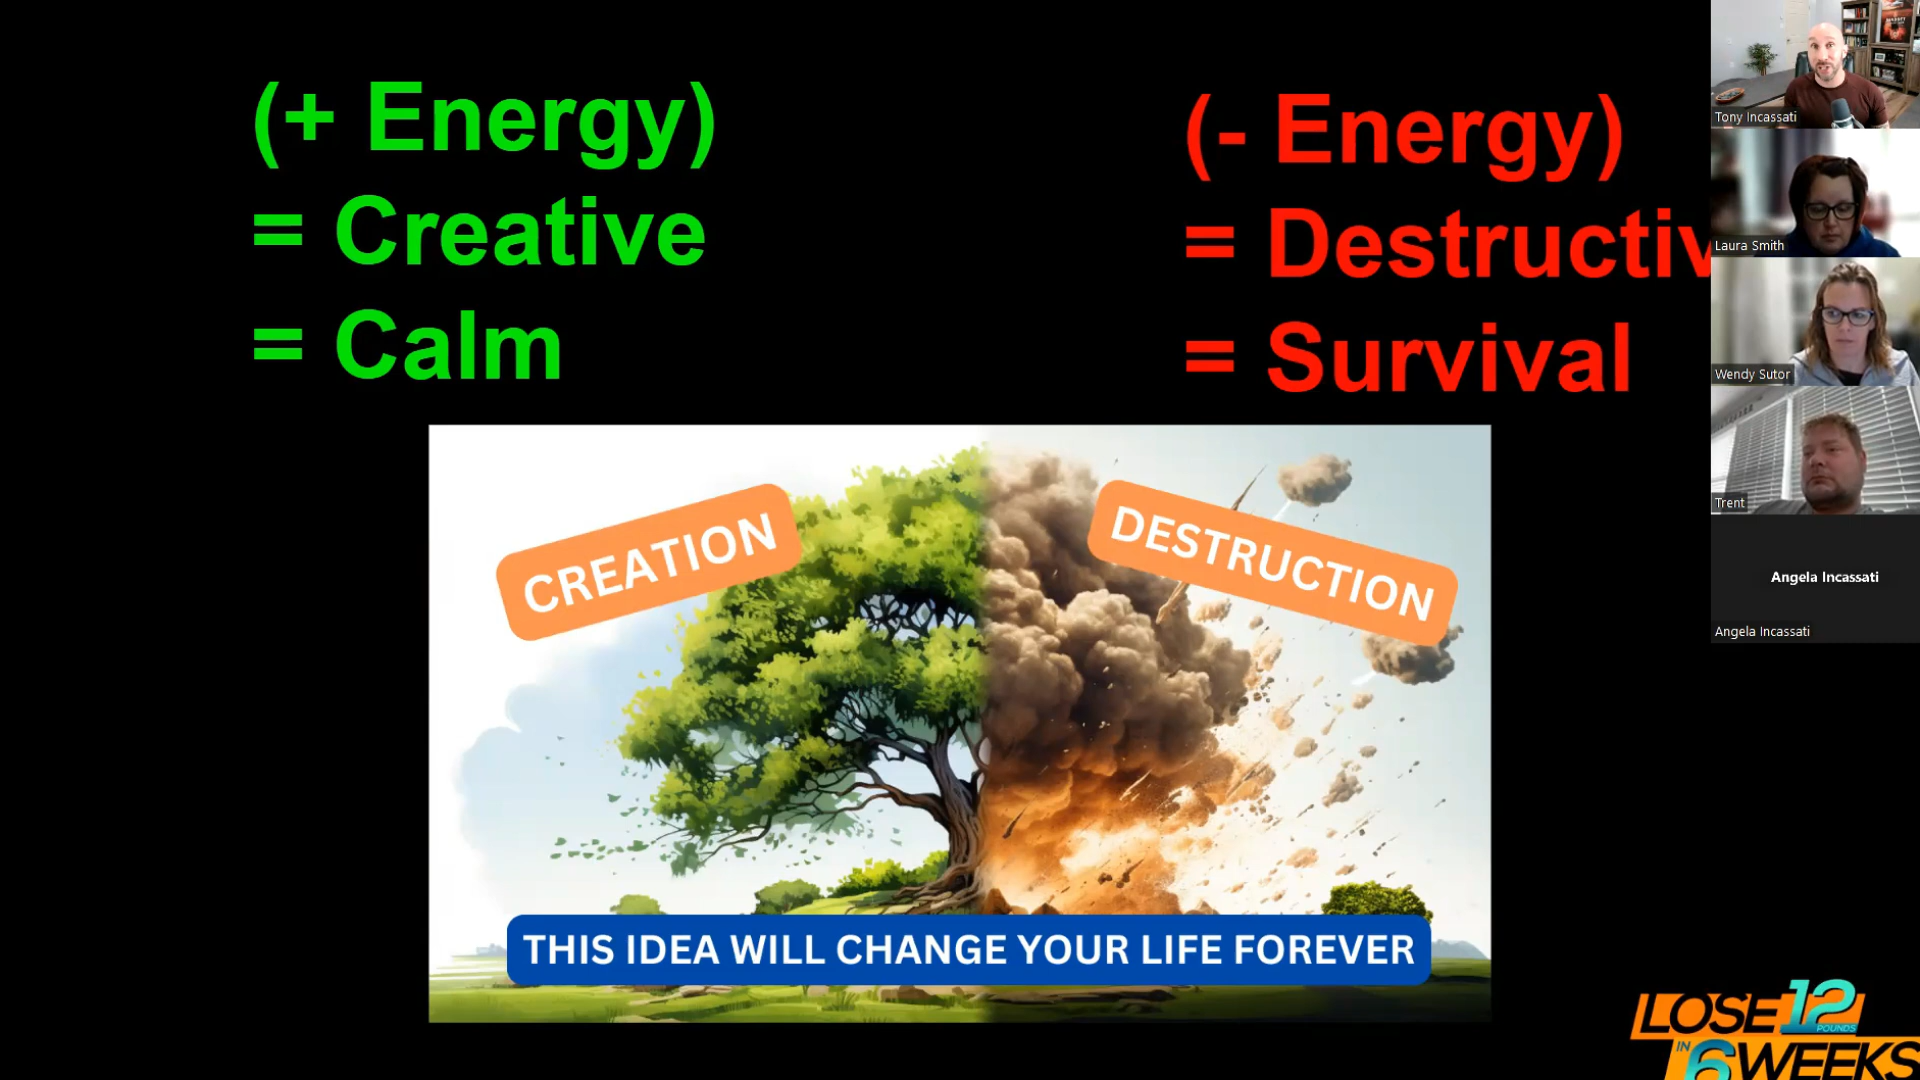 (+ Energy)
= Creative
= Calm
(- Energy)
= Destructiv
= Survival
CREATION
DESTRUCTION
THIS IDEA WILL CHANGE YOUR LIFE FOREVER
Tony Incassati
Laura Smith
Wendy Sutor
Trent
Angela Incassati
Angela Incassati
LOSE 12
POUNDS
IN 6 WEEKS